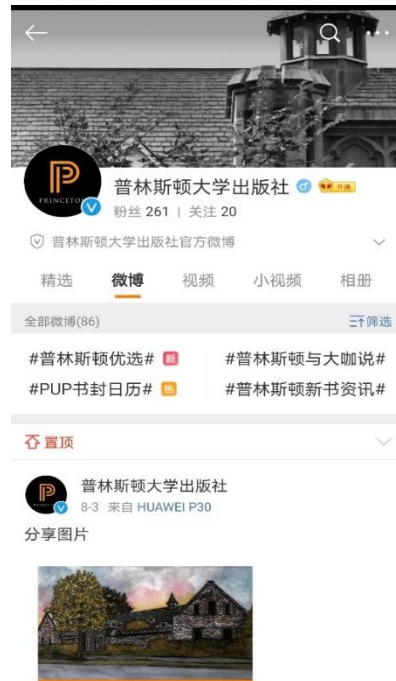 普林斯顿大学出版社
开通
PRINCETON
粉丝 261 | 关注 20
普林斯顿大学出版社官方微博
精选 微博 视频 小视频 相册
全部微博(86) 筛选
#普林斯顿优选# 新 #普林斯顿与大咖说#
#PUP书封日历# 热 #普林斯顿新书资讯#
置顶
普林斯顿大学出版社
8-3 来自 HUAWEI P30
分享图片